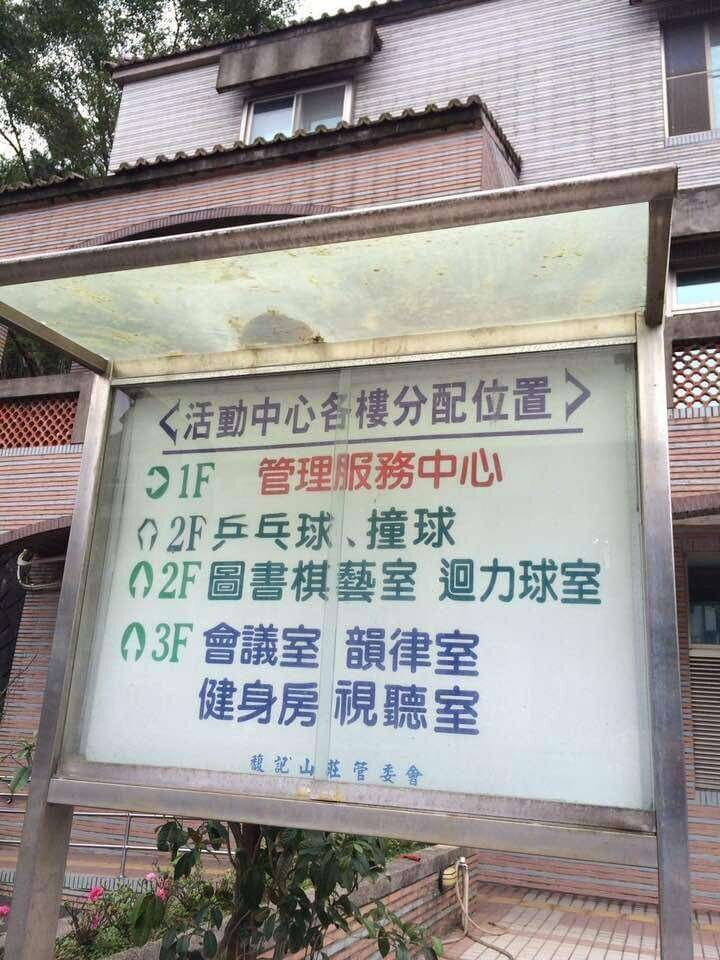 <活動中心各樓分配位置>
1F 管理服務中心
2F 乒乓球、撞球
2F 圖書棋藝室 迴力球室
3F 會議室 韻律室
健身房 視聽室
馥記山莊管委會